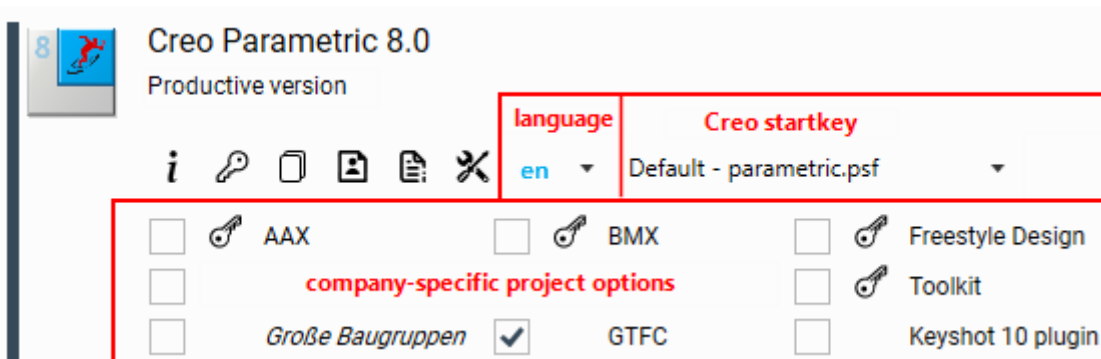 8
Creo Parametric 8.0
Productive version
language
Creo startkey
i
en
Default - parametric.psf
AAX
BMX
Freestyle Design
company-specific project options
Toolkit
Große Baugruppen
GTFC
Keyshot 10 plugin